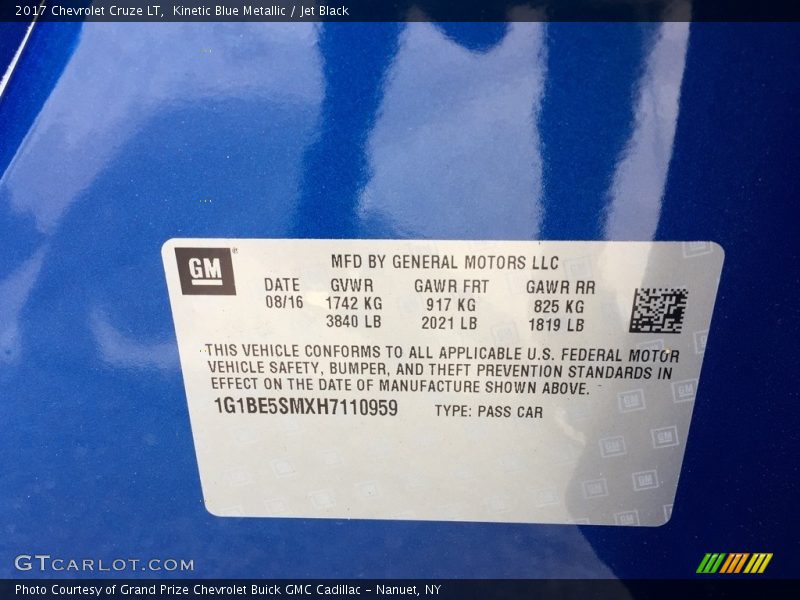 2017 Chevrolet Cruze LT, Kinetic Blue Metallic / Jet Black
GM
MFD BY GENERAL MOTORS LLC
DATE GVWR GAWR FRT GAWR RR
08/16 1742 KG 917 KG 825 KG
3840 LB 2021 LB 1819 LB
THIS VEHICLE CONFORMS TO ALL APPLICABLE U.S. FEDERAL MOTOR
VEHICLE SAFETY, BUMPER, AND THEFT PREVENTION STANDARDS IN
EFFECT ON THE DATE OF MANUFACTURE SHOWN ABOVE.
1G1BE5SMXH7110959 TYPE: PASS CAR
GTCARLOT.COM
Photo Courtesy of Grand Prize Chevrolet Buick GMC Cadillac - Nanuet, NY